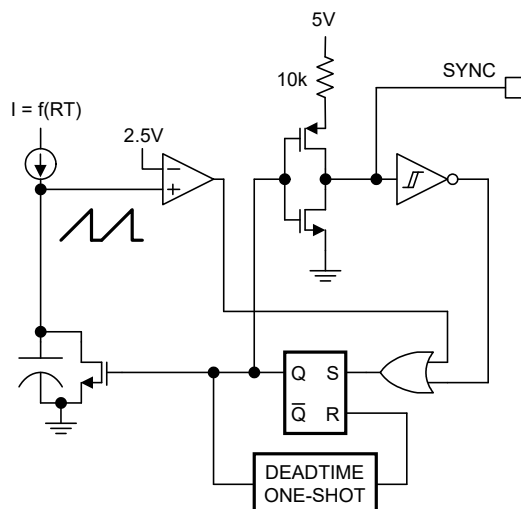 5V
SYNC
10k
I = f(RT)
2.5V
−
+
Q S
Q̅ R
DEADTIME
ONE-SHOT